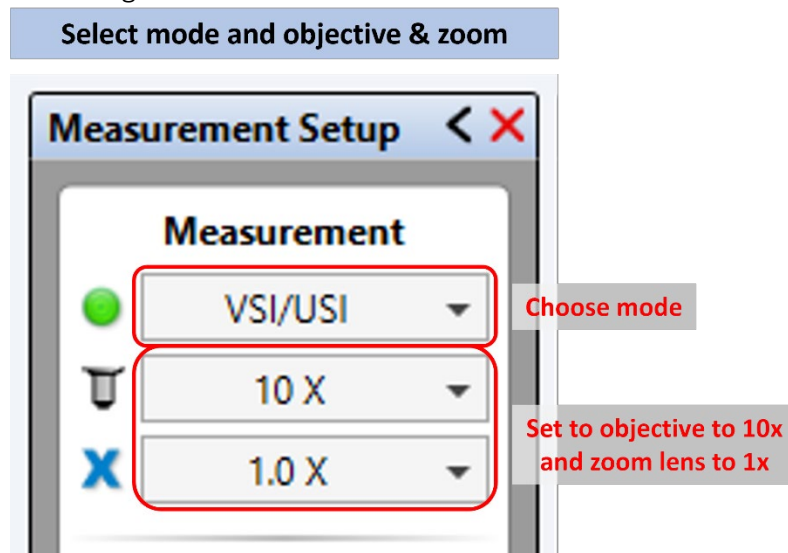 Select mode and objective & zoom
Measurement Setup
Measurement
VSI/USI
Choose mode
10 X
1.0 X
Set to objective to 10x
and zoom lens to 1x